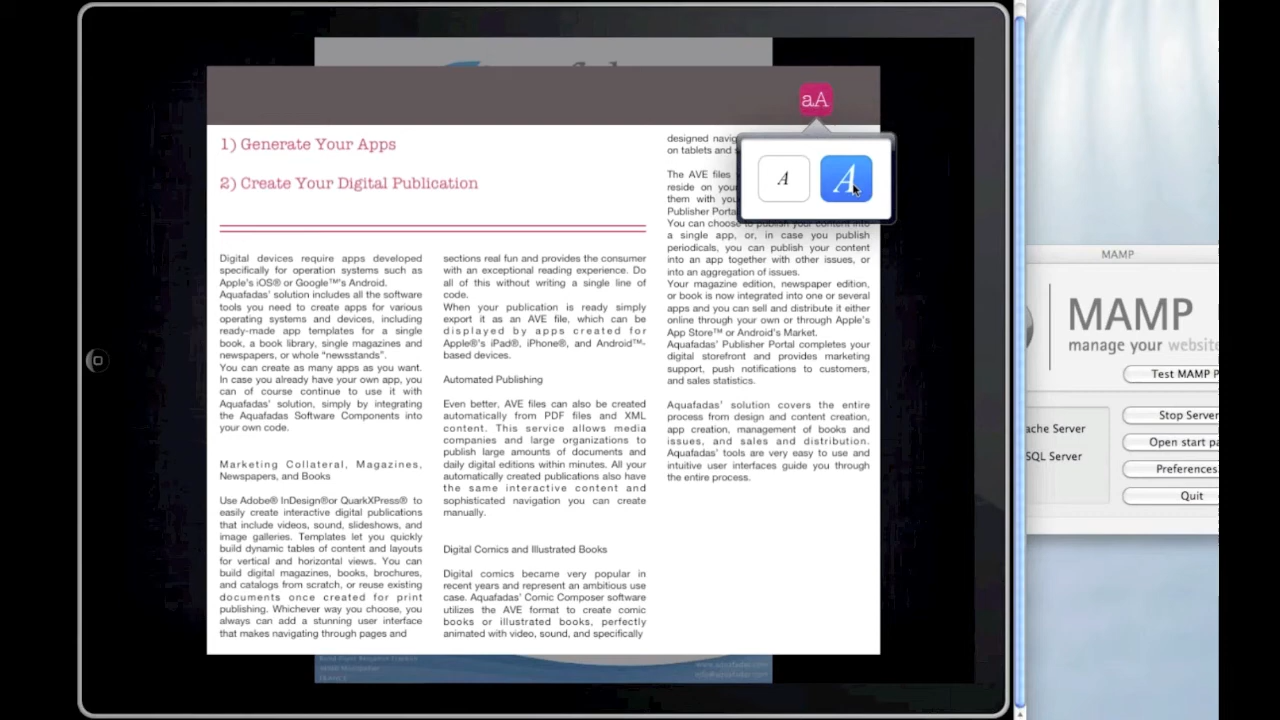 aA
A
A
1) Generate Your Apps
2) Create Your Digital Publication
Digital devices require apps developed
specifically for operation systems such as
Apple's iOS® or Google™'s Android.
Aquafadas' solution includes all the software
tools you need to create apps for various
operating systems and devices, including
ready-made app templates for a single
book, a book library, single magazines and
newspapers, or whole "newsstands".
You can create as many apps as you want.
In case you already have your own app, you
can of course continue to use it with
Aquafadas' solution, simply by integrating
the Aquafadas Software Components into
your own code.
Marketing Collateral, Magazines,
Newspapers, and Books
Use Adobe® InDesign®or QuarkXPress® to
easily create interactive digital publications
that include videos, sound, slideshows, and
image galleries. Templates let you quickly
build dynamic tables of content and layouts
for vertical and horizontal views. You can
build digital magazines, books, brochures,
and catalogs from scratch, or reuse existing
documents once created for print
publishing. Whichever way you choose, you
always can add a stunning user interface
that makes navigating through pages and
sections real fun and provides the consumer
with an exceptional reading experience. Do
all of this without writing a single line of
code.
When your publication is ready simply
export it as an AVE file, which can be
displayed by apps created for
Apple®'s iPad®, iPhone®, and Android™-
based devices.
Automated Publishing
Even better, AVE files can also be created
automatically from PDF files and XML
content. This service allows media
companies and large organizations to
publish large amounts of documents and
daily digital editions within minutes. All your
automatically created publications also have
the same interactive content and
sophisticated navigation you can create
manually.
Digital Comics and Illustrated Books
Digital comics became very popular in
recent years and represent an ambitious use
case. Aquafadas' Comic Composer software
utilizes the AVE format to create comic
books or illustrated books, perfectly
animated with video, sound, and specifically
designed navig
on tablets and s
The AVE files
reside on your
them with you
Publisher Porta
You can choose to publish your content into
a single app, or, in case you publish
periodicals, you can publish your content
into an app together with other issues, or
into an aggregation of issues.
Your magazine edition, newspaper edition,
or book is now integrated into one or several
apps and you can sell and distribute it either
online through your own or through Apple's
App Store™ or Android's Market.
Aquafadas' Publisher Portal completes your
digital storefront and provides marketing
support, push notifications to customers,
and sales statistics.
Aquafadas' solution covers the entire
process from design and content creation,
app creation, management of books and
issues, and sales and distribution.
Aquafadas' tools are very easy to use and
intuitive user interfaces guide you through
the entire process.
www.aquafadas.com
info@aquafadas.com
MAMP
MAMP
manage your website
Test MAMP P
ache Server
SQL Server
Stop Server
Open start pa
Preferences
Quit